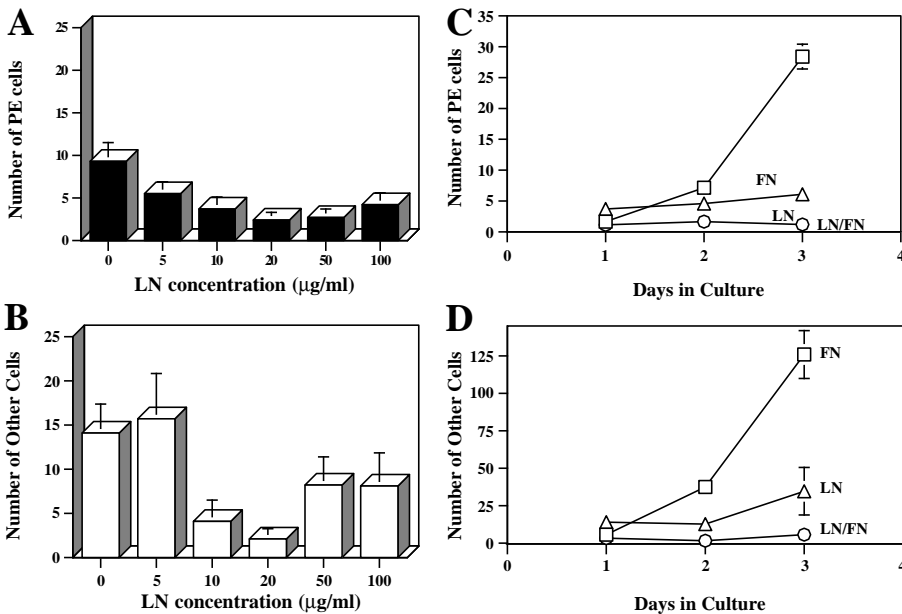 A
Number of PE cells
25
20
15
10
5
0
0 5 10 20 50 100
LN concentration (µg/ml)
B
Number of Other Cells
25
20
15
10
5
0
0 5 10 20 50 100
LN concentration (µg/ml)
C
Number of PE cells
35
30
25
20
15
10
5
0
FN
LN
LN/FN
0 1 2 3 4
Days in Culture
D
Number of Other Cells
125
100
75
50
25
0
FN
LN
LN/FN
0 1 2 3 4
Days in Culture